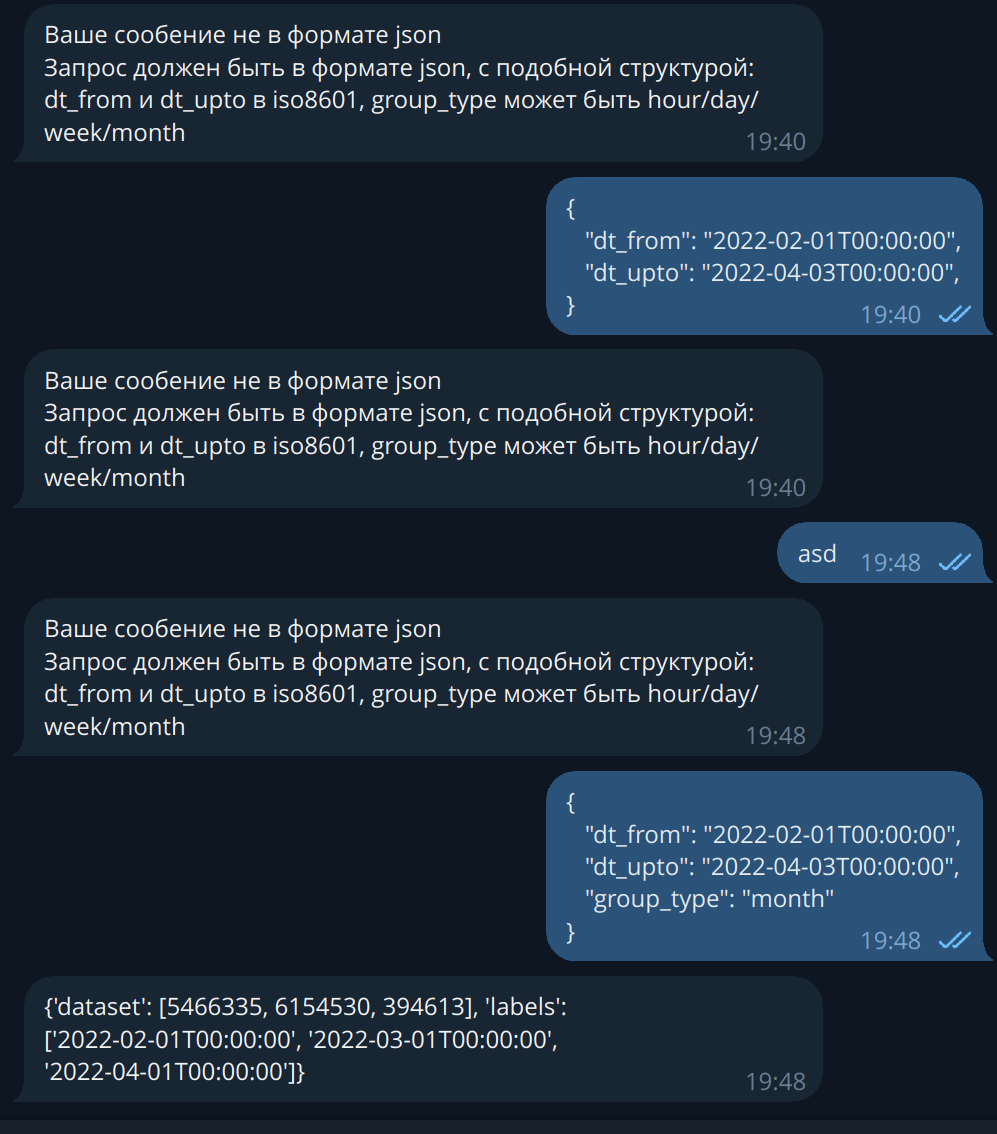 Ваше сообение не в формате json
Запрос должен быть в формате json, с подобной структурой:
dt_from и dt_upto в iso8601, group_type может быть hour/day/
week/month
19:40
{
"dt_from": "2022-02-01T00:00:00",
"dt_upto": "2022-04-03T00:00:00",
}
19:40
Ваше сообение не в формате json
Запрос должен быть в формате json, с подобной структурой:
dt_from и dt_upto в iso8601, group_type может быть hour/day/
week/month
19:40
asd
19:48
Ваше сообение не в формате json
Запрос должен быть в формате json, с подобной структурой:
dt_from и dt_upto в iso8601, group_type может быть hour/day/
week/month
19:48
{
"dt_from": "2022-02-01T00:00:00",
"dt_upto": "2022-04-03T00:00:00",
"group_type": "month"
}
19:48
{'dataset': [5466335, 6154530, 394613], 'labels':
['2022-02-01T00:00:00', '2022-03-01T00:00:00',
'2022-04-01T00:00:00']}
19:48